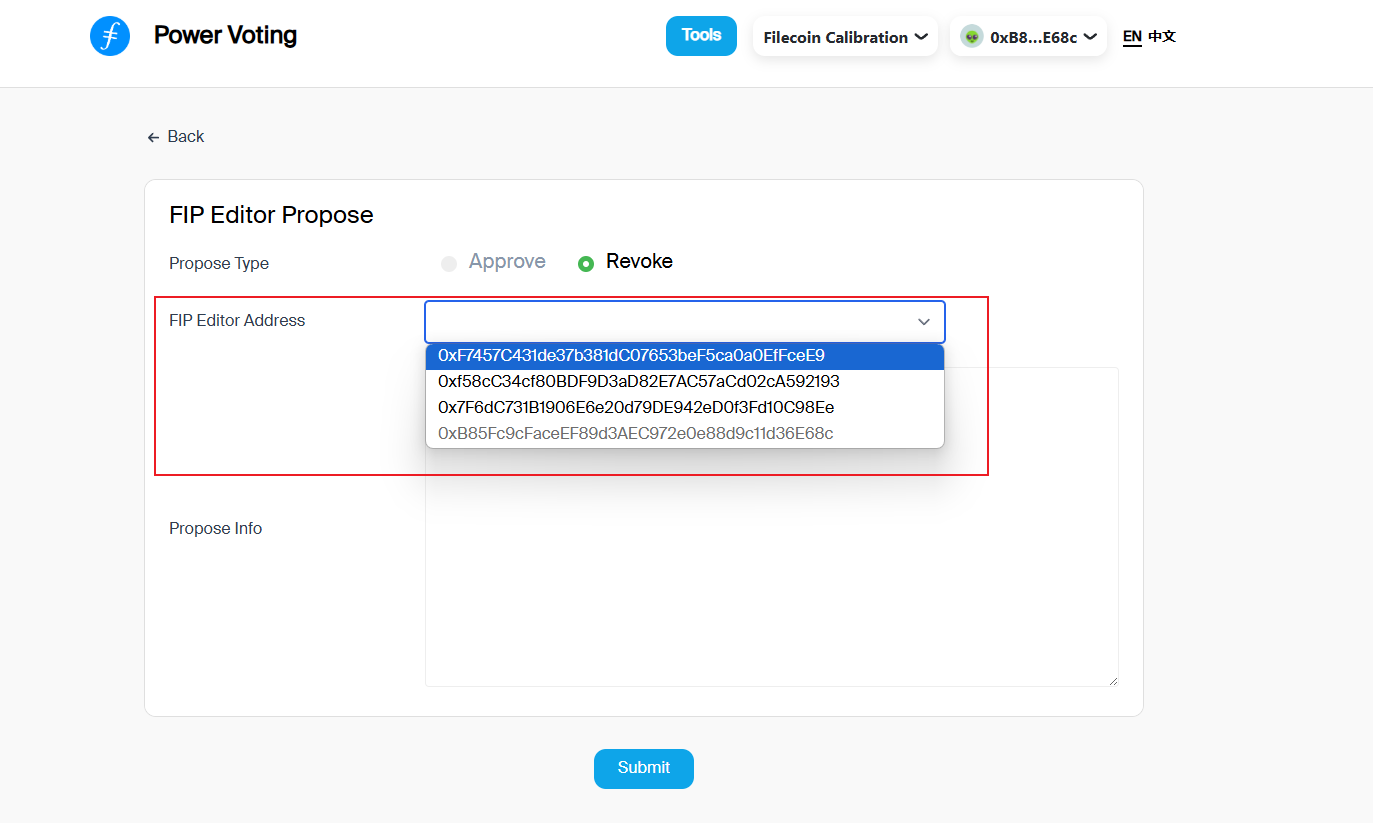 Power Voting
Tools
Filecoin Calibration
0xB8...E68c
EN 中文
← Back
FIP Editor Propose
Propose Type
Approve
Revoke
FIP Editor Address
0xF7457C431de37b381dC07653beF5ca0a0EfFceE9
0xf58cC34cf80BDF9D3aD82E7AC57aCd02cA592193
0x7F6dC731B1906E6e20d79DE942eD0f3Fd10C98Ee
0xB85Fc9cFaceEF89d3AEC972e0e88d9c11d36E68c
Propose Info
Submit